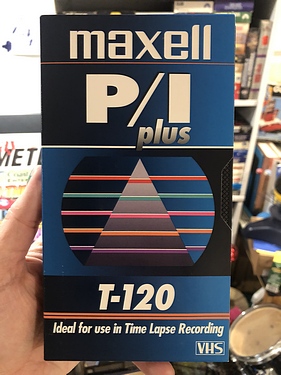 maxell
P/I
plus
T-120
Ideal for use in Time Lapse Recording
VHS